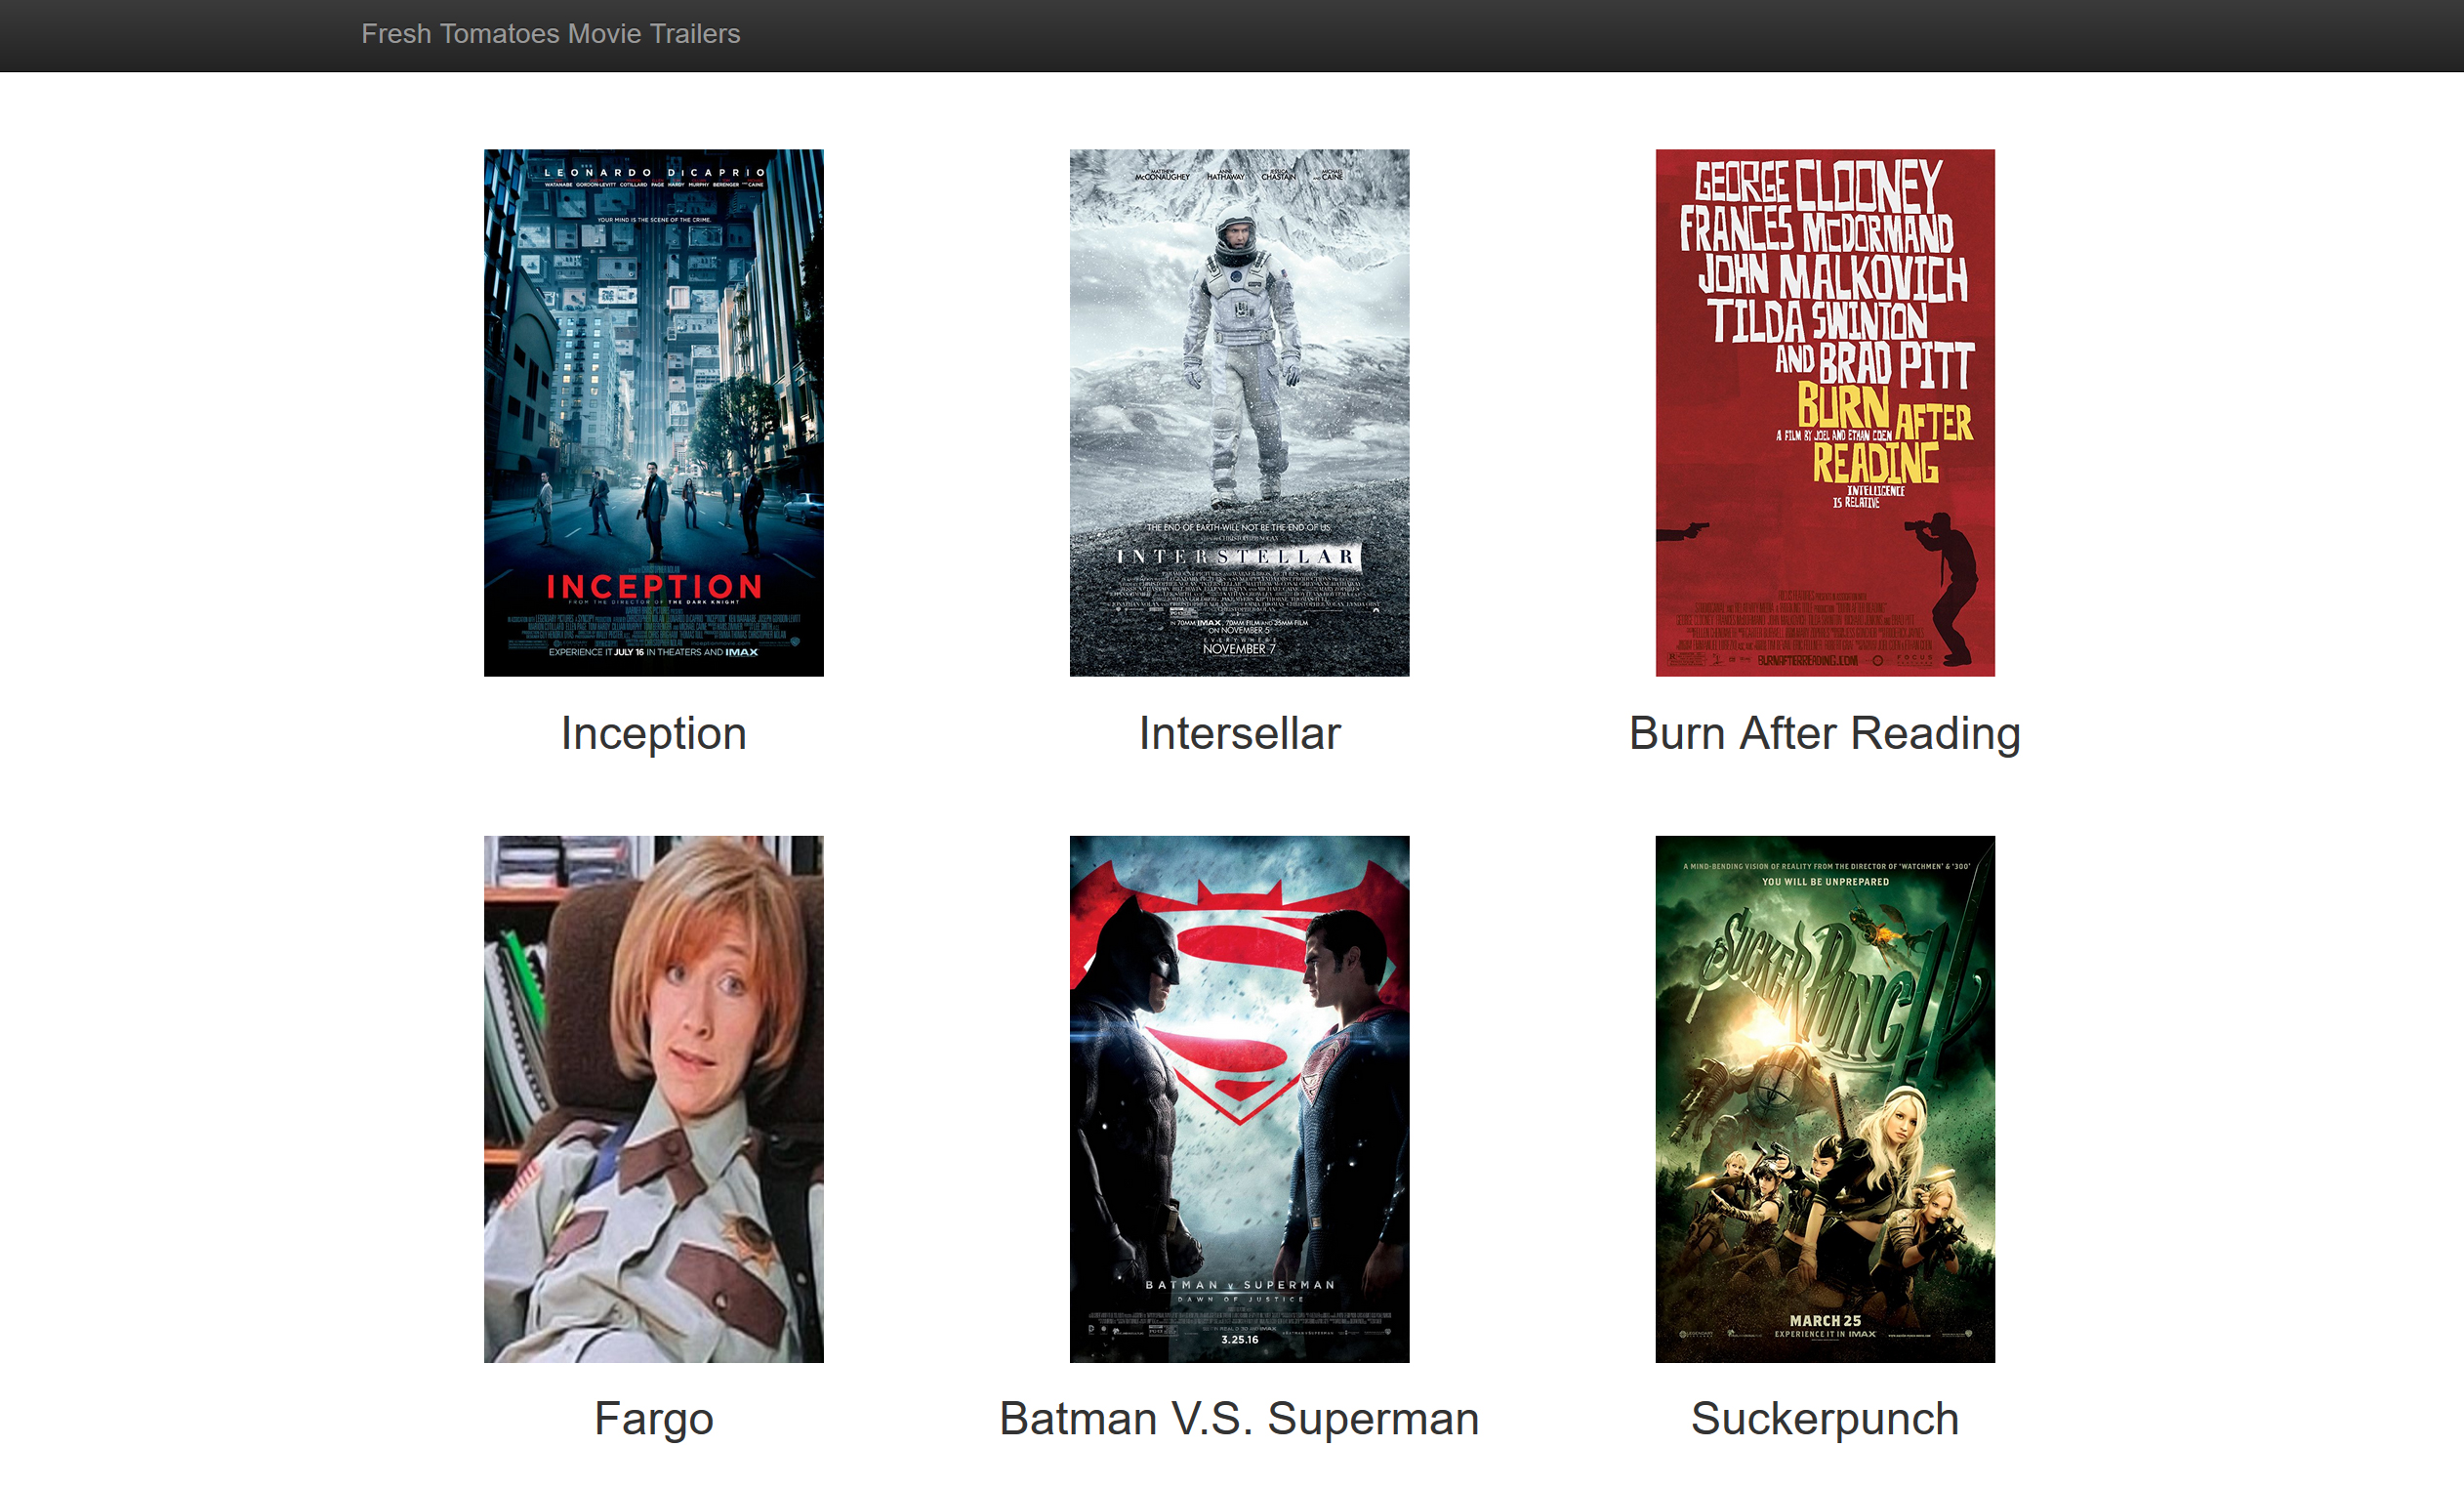 Fresh Tomatoes Movie Trailers
LEONARDO DiCAPRIO
WATANABE GORDON-LEVITT COTILLARD PAGE HARDY MURPHY BERENGER AND CAINE
YOUR MIND IS THE SCENE OF THE CRIME.
INCEPTION
FROM THE DIRECTOR OF THE DARK KNIGHT
EXPERIENCE IT JULY 16 IN THEATERS AND IMAX
MATTHEW McCONAUGHEY ANNE HATHAWAY JESSICA CHASTAIN AND MICHAEL CAINE
THE END OF EARTH WILL NOT BE THE END OF US
INTERSTELLAR
IN 70MM IMAX, 70MM FILM AND 35MM FILM
ON NOVEMBER 5
EVERYWHERE
NOVEMBER 7
GEORGE CLOONEY
FRANCES McDORMAND
JOHN MALKOVICH
TILDA SWINTON
AND BRAD PITT
BURN AFTER
A FILM BY JOEL AND ETHAN COEN
READING
INTELLIGENCE
IS RELATIVE
BURNAFTERREADING.COM
FOCUS
Inception
Intersellar
Burn After Reading
BATMAN v SUPERMAN
DAWN OF JUSTICE
3.25.16
A MIND-BENDING VISION OF REALITY FROM THE DIRECTOR OF 'WATCHMEN' & '300'
YOU WILL BE UNPREPARED
SUCKER PUNCH
MARCH 25
EXPERIENCE IT IN IMAX
Fargo
Batman V.S. Superman
Suckerpunch